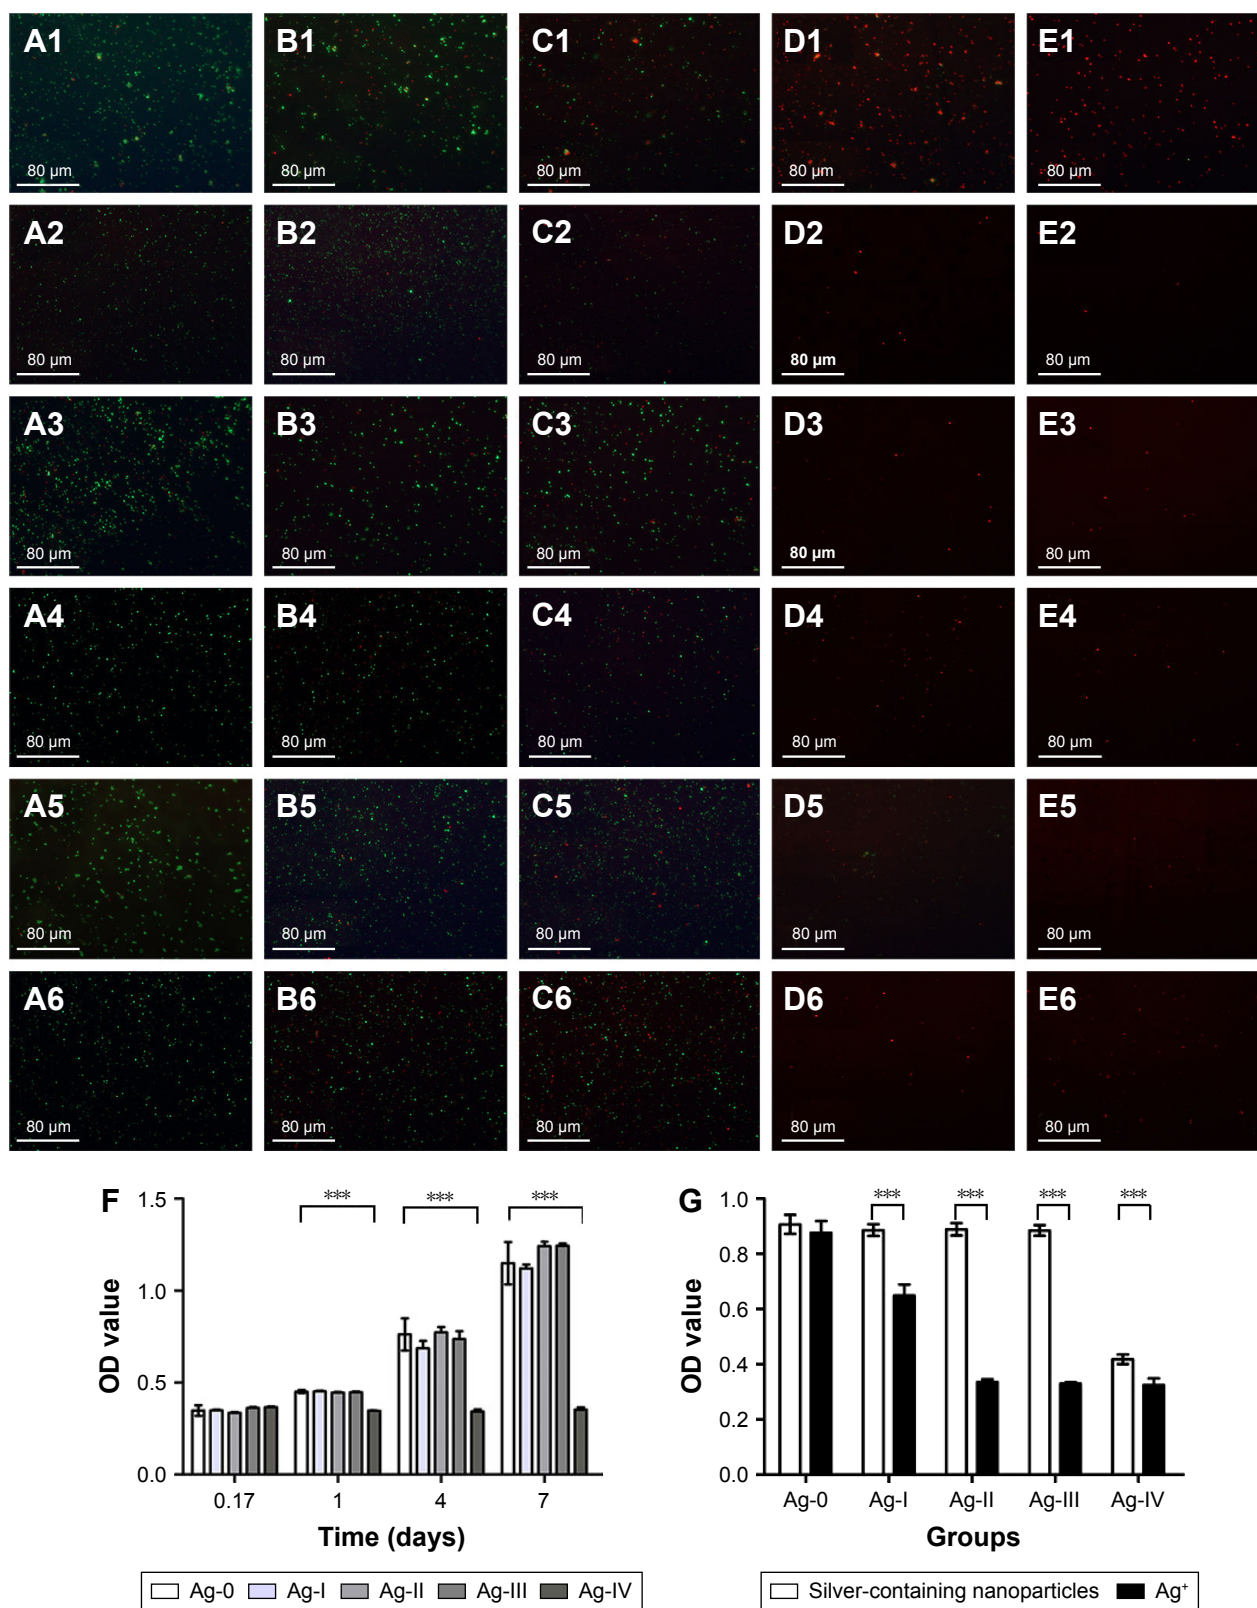 A1 B1 C1 D1 E1
80 µm 80 µm 80 µm 80 µm 80 µm
A2 B2 C2 D2 E2
80 µm 80 µm 80 µm 80 µm 80 µm
A3 B3 C3 D3 E3
80 µm 80 µm 80 µm 80 µm 80 µm
A4 B4 C4 D4 E4
80 µm 80 µm 80 µm 80 µm 80 µm
A5 B5 C5 D5 E5
80 µm 80 µm 80 µm 80 µm 80 µm
A6 B6 C6 D6 E6
80 µm 80 µm 80 µm 80 µm 80 µm
F
1.5
1.0
0.5
0.0
OD value
*** *** ***
0.17 1 4 7
Time (days)
Ag-0 Ag-I Ag-II Ag-III Ag-IV
G
1.0
0.8
0.6
0.4
0.2
0.0
OD value
*** *** *** ***
Ag-0 Ag-I Ag-II Ag-III Ag-IV
Groups
Silver-containing nanoparticles Ag⁺